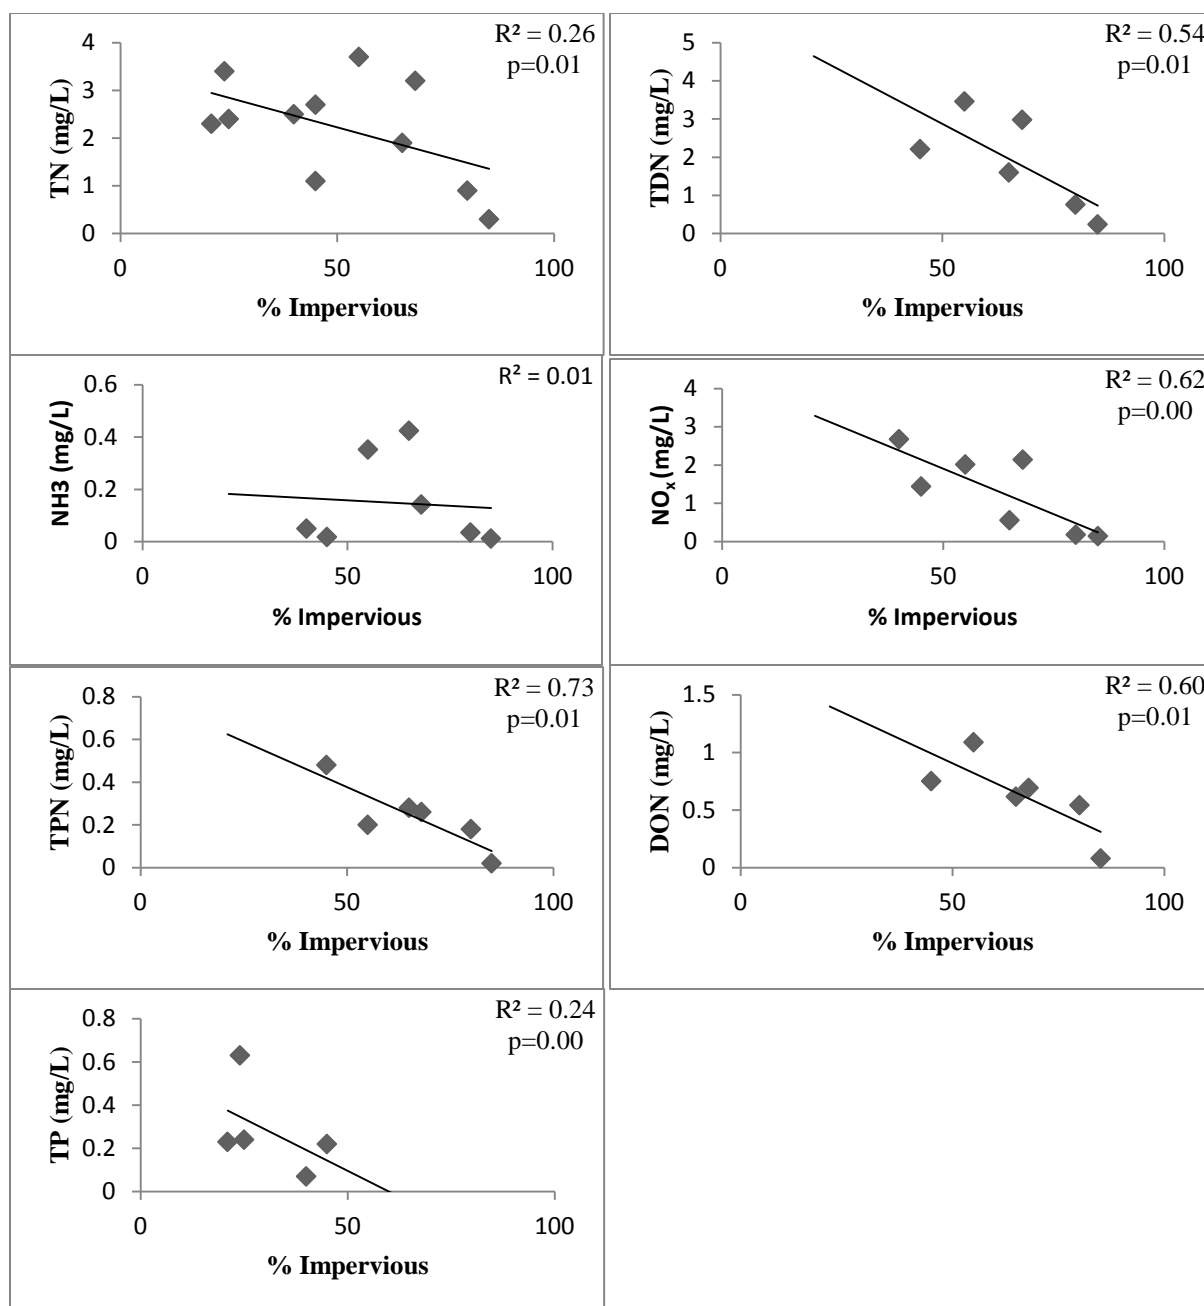 R² = 0.26
p=0.01
4
3
2
1
0
TN (mg/L)
0 50 100
% Impervious
R² = 0.54
p=0.01
5
4
3
2
1
0
TDN (mg/L)
0 50 100
% Impervious
R² = 0.01
0.6
0.4
0.2
0
NH3 (mg/L)
0 50 100
% Impervious
R² = 0.62
p=0.00
4
3
2
1
0
NOₓ (mg/L)
0 50 100
% Impervious
R² = 0.73
p=0.01
0.8
0.6
0.4
0.2
0
TPN (mg/L)
0 50 100
% Impervious
R² = 0.60
p=0.01
1.5
1
0.5
0
DON (mg/L)
0 50 100
% Impervious
R² = 0.24
p=0.00
0.8
0.6
0.4
0.2
0
TP (mg/L)
0 50 100
% Impervious